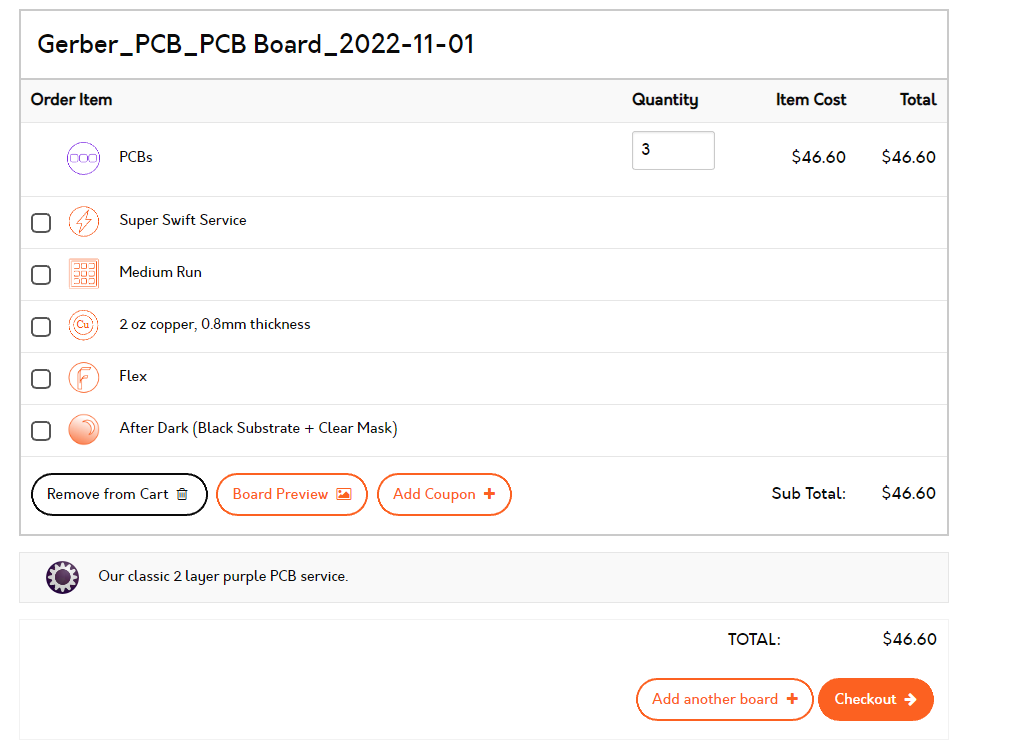 Gerber_PCB_PCB Board_2022-11-01
Order Item Quantity Item Cost Total
PCBs 3 $46.60 $46.60
Super Swift Service
Medium Run
Cu 2 oz copper, 0.8mm thickness
F Flex
After Dark (Black Substrate + Clear Mask)
Remove from Cart Board Preview Add Coupon + Sub Total: $46.60
Our classic 2 layer purple PCB service.
TOTAL: $46.60
Add another board + Checkout →